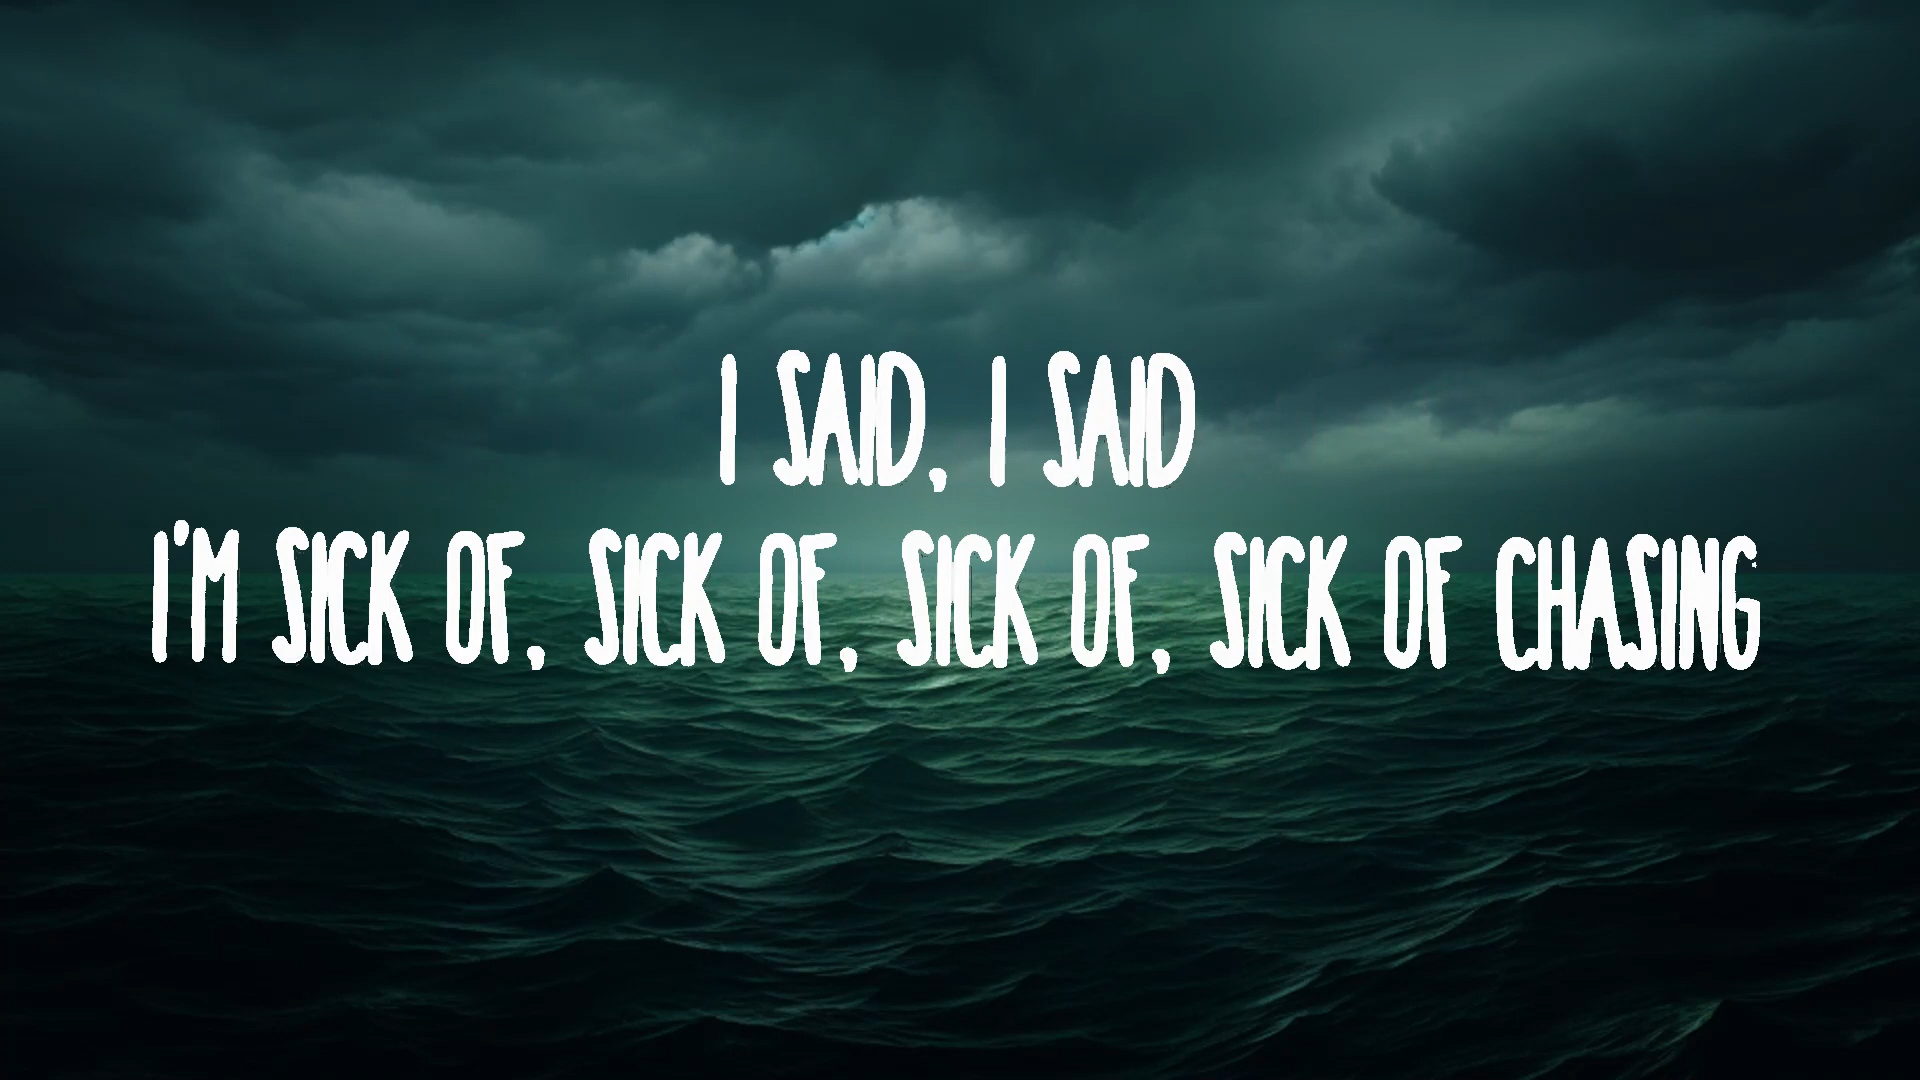 I SAID, I SAID
I'M SICK OF, SICK OF, SICK OF, SICK OF CHASING